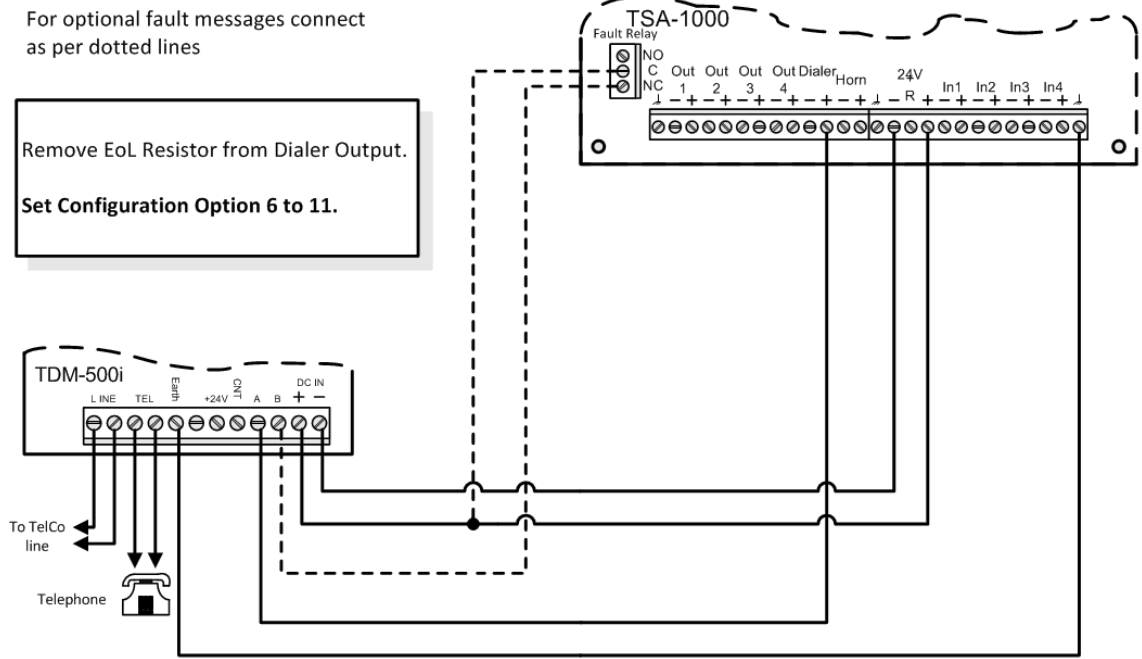 For optional fault messages connect
as per dotted lines
TSA-1000
Fault Relay
NO
C
NC
Out 1
Out 2
Out 3
Out 4
Dialer
Horn
24V
R
In1 In2 In3 In4
- + - + - + - + - + - + - + - + - + - + - +
Remove EoL Resistor from Dialer Output.
Set Configuration Option 6 to 11.
TDM-500i
L INE
TEL
Earth
+24V
CNT
A
B
DC IN
+ -
To TelCo
line
Telephone